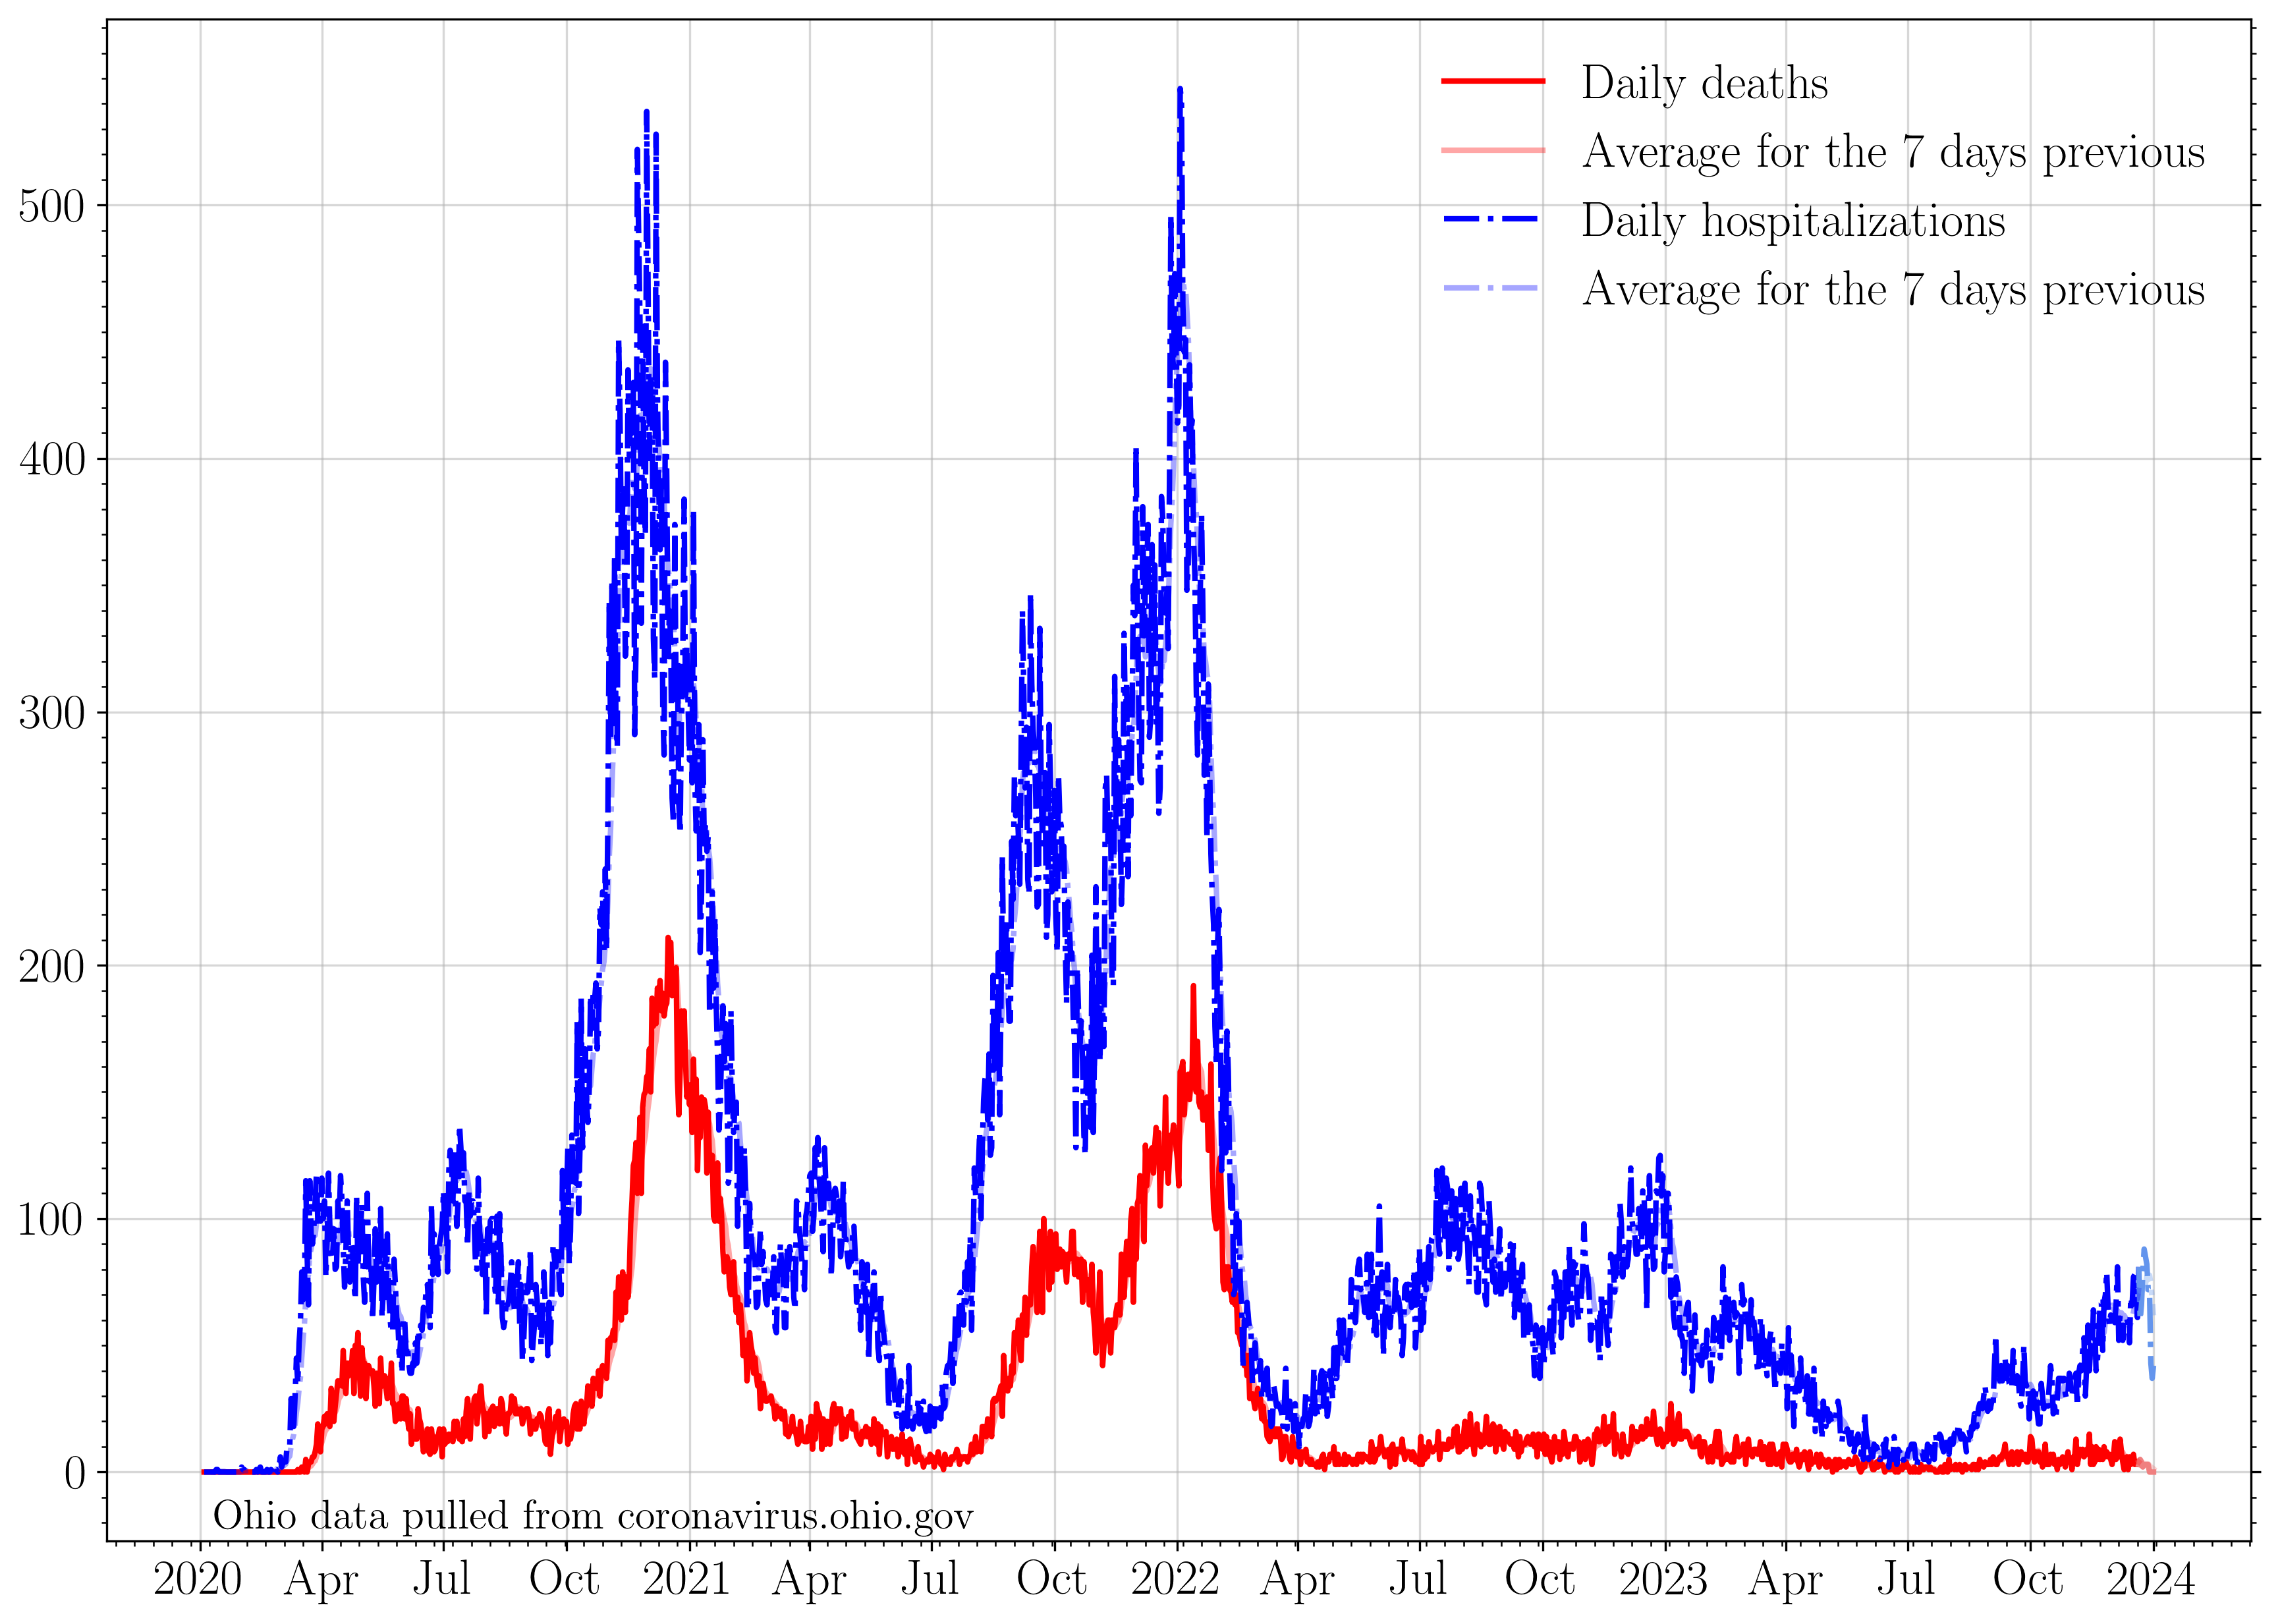 Daily deaths
Average for the 7 days previous
Daily hospitalizations
Average for the 7 days previous
500
400
300
200
100
0
Ohio data pulled from coronavirus.ohio.gov
2020 Apr Jul Oct 2021 Apr Jul Oct 2022 Apr Jul Oct 2023 Apr Jul Oct 2024